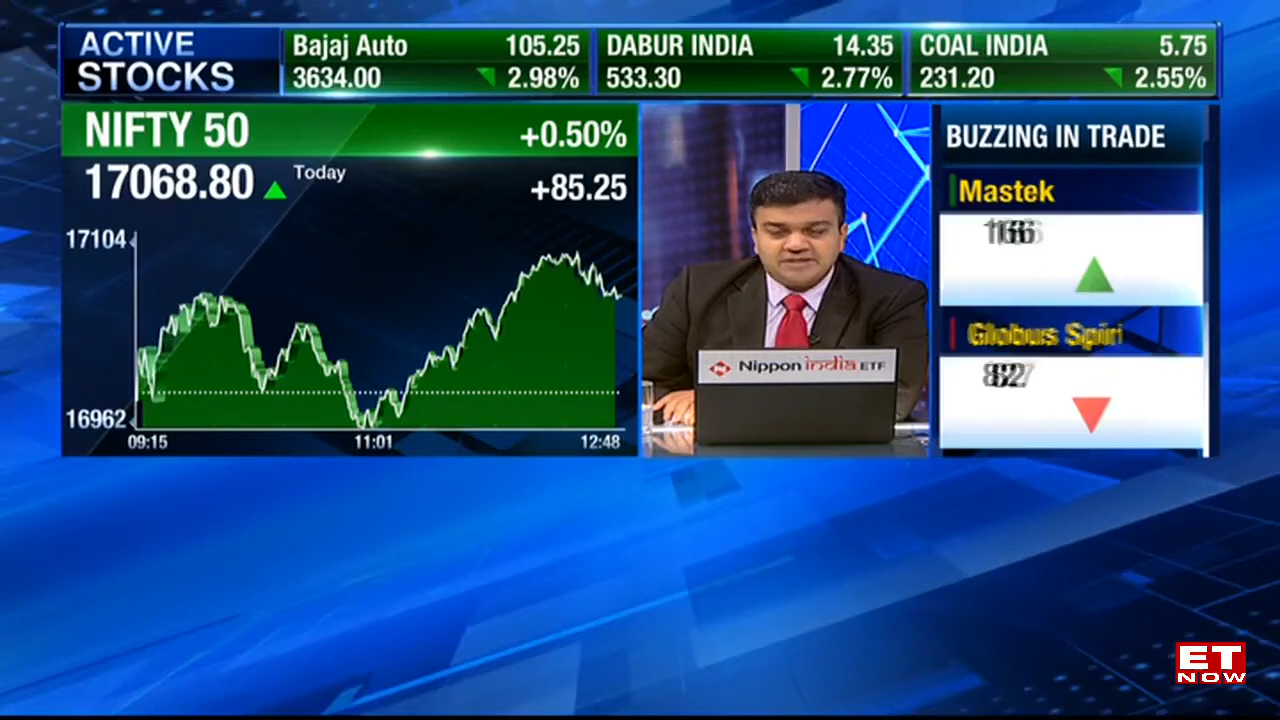 ACTIVE
STOCKS
Bajaj Auto 105.25
3634.00 2.98%
DABUR INDIA 14.35
533.30 2.77%
COAL INDIA 5.75
231.20 2.55%
NIFTY 50 +0.50%
17068.80 Today +85.25
17104
16962
09:15 11:01 12:48
Nippon india ETF
BUZZING IN TRADE
Mastek
Globus Spiri
ET
NOW